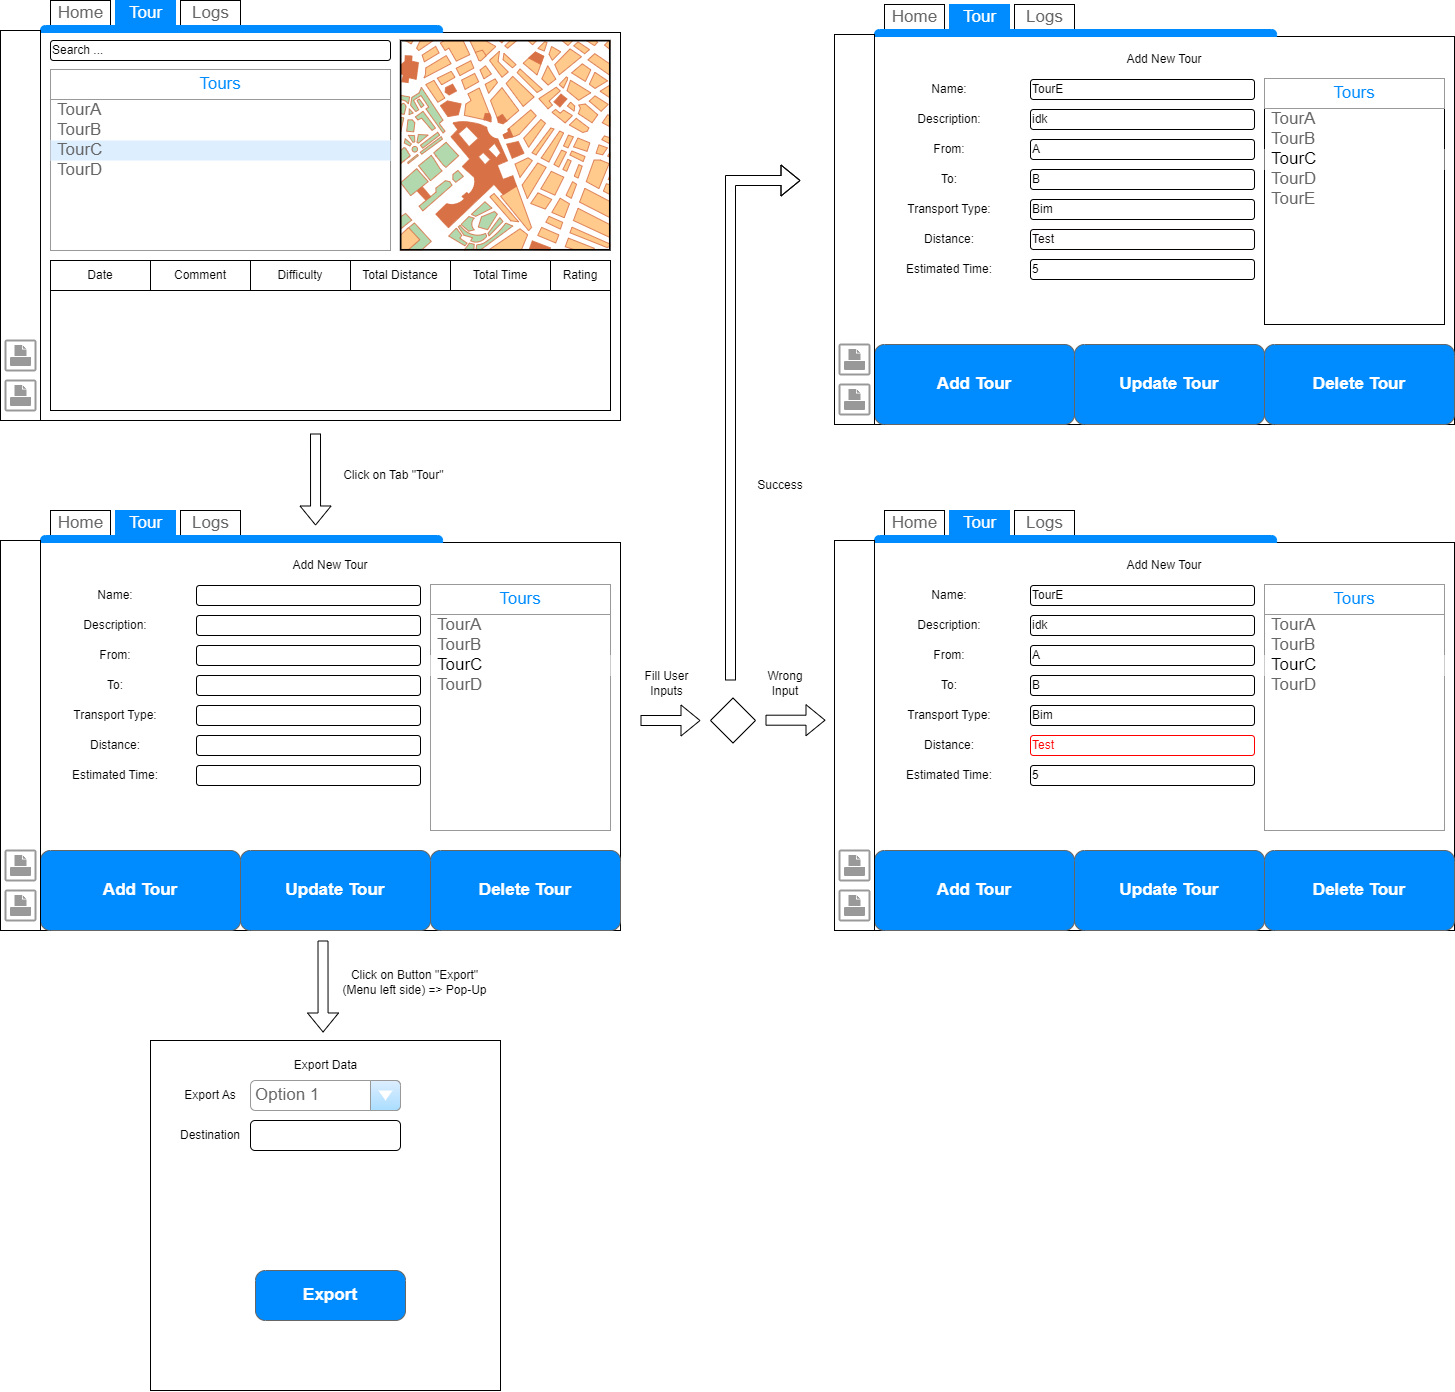 Home
Tour
Logs
Search ...
Tours
TourA
TourB
TourC
TourD
Date
Comment
Difficulty
Total Distance
Total Time
Rating
Click on Tab "Tour"
Home
Tour
Logs
Add New Tour
Name:
Description:
From:
To:
Transport Type:
Distance:
Estimated Time:
Tours
TourA
TourB
TourC
TourD
Add Tour
Update Tour
Delete Tour
Fill User
Inputs
Success
Wrong
Input
Home
Tour
Logs
Add New Tour
Name:
TourE
Description:
idk
From:
A
To:
B
Transport Type:
Bim
Distance:
Test
Estimated Time:
5
Tours
TourA
TourB
TourC
TourD
TourE
Add Tour
Update Tour
Delete Tour
Home
Tour
Logs
Add New Tour
Name:
TourE
Description:
idk
From:
A
To:
B
Transport Type:
Bim
Distance:
Test
Estimated Time:
5
Tours
TourA
TourB
TourC
TourD
Add Tour
Update Tour
Delete Tour
Click on Button "Export"
(Menu left side) => Pop-Up
Export Data
Export As
Option 1
Destination
Export